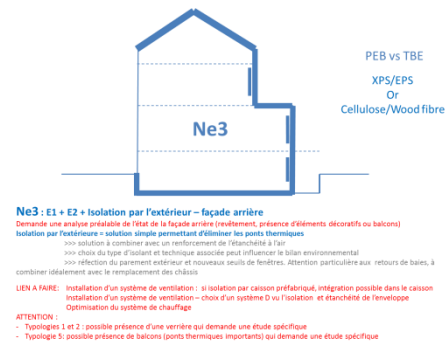 PEB vs TBE
XPS/EPS
Or
Cellulose/Wood fibre
Ne3
Ne3 : E1 + E2 + Isolation par l'extérieur – façade arrière
Demande une analyse préalable de l'état de la façade arrière (revêtement, présence d'éléments décoratifs ou balcons)
Isolation par l'extérieure = solution simple permettant d'éliminer les ponts thermiques
>>> solution à combiner avec un renforcement de l'étanchéité à l'air
>>> choix du type d'isolant et technique associée peut influencer le bilan environnemental
>>> réfection du parement extérieur et nouveaux seuils de fenêtres. Attention particulière aux retours de baies, à
combiner idéalement avec le remplacement des châssis
LIEN A FAIRE: Installation d'un système de ventilation : si isolation par caisson préfabriqué, intégration possible dans le caisson
Installation d'un système de ventilation – choix d'un système D vu l'isolation et étanchéité de l'enveloppe
Optimisation du système de chauffage
ATTENTION :
- Typologies 1 et 2 : possible présence d'une verrière qui demande une étude spécifique
- Typologie 5: possible présence de balcons (ponts thermiques importants) qui demande une étude spécifique